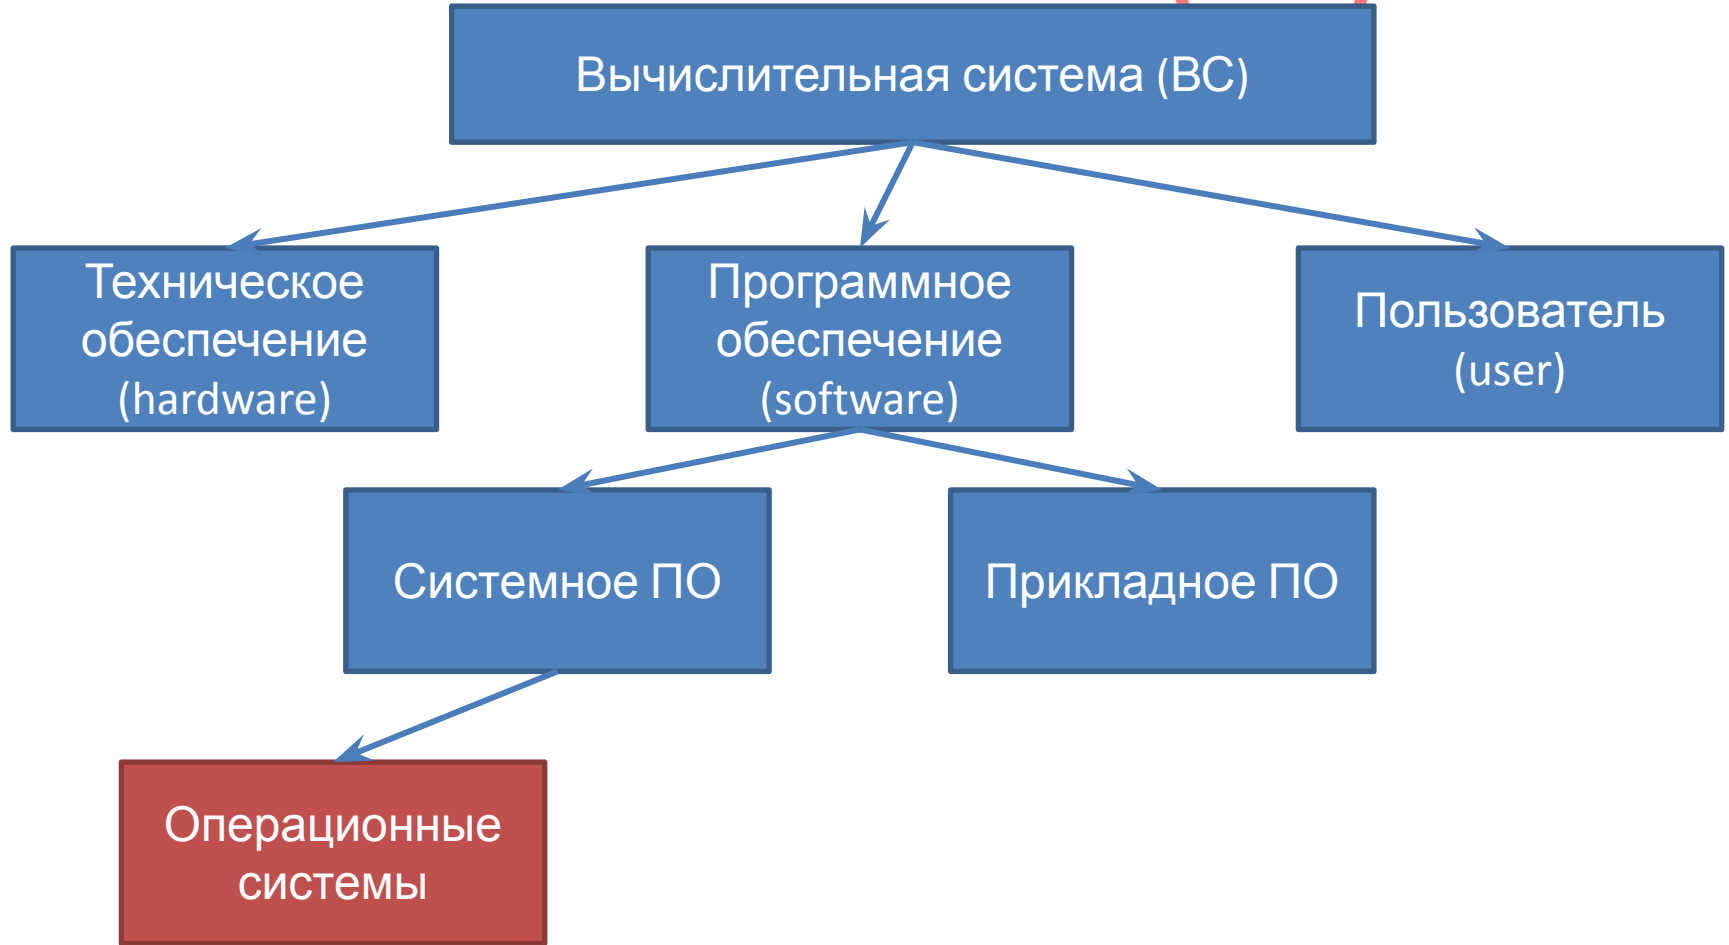 Вычислительная система (ВС)
Техническое
обеспечение
(hardware)
Программное
обеспечение
(software)
Пользователь
(user)
Системное ПО
Прикладное ПО
Операционные
системы